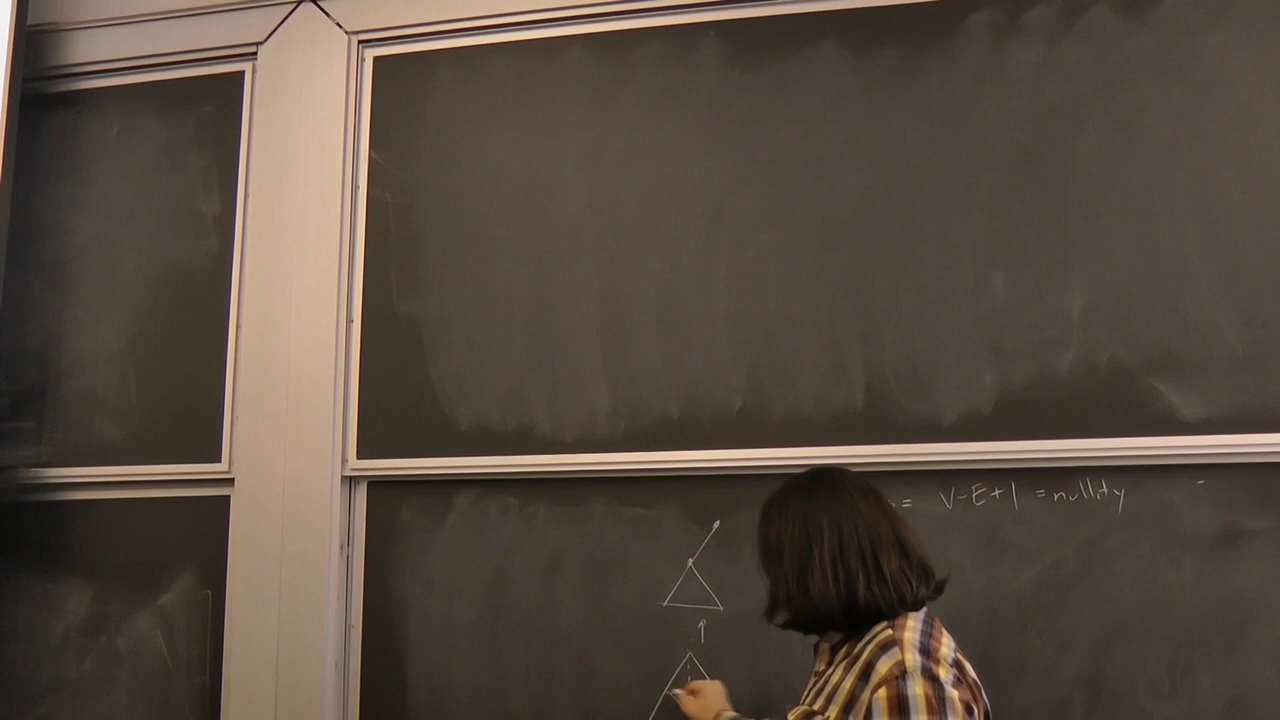 = V-E+1 = nullity